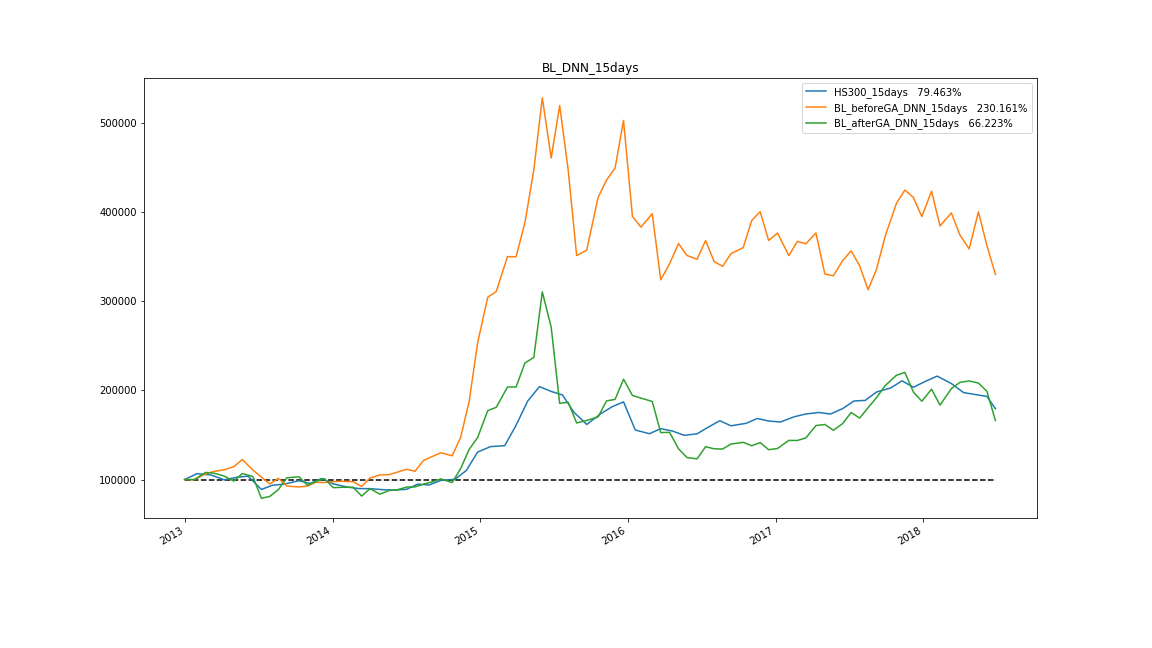 BL_DNN_15days
HS300_15days 79.463%
BL_beforeGA_DNN_15days 230.161%
BL_afterGA_DNN_15days 66.223%
500000
400000
300000
200000
100000
2013 2014 2015 2016 2017 2018